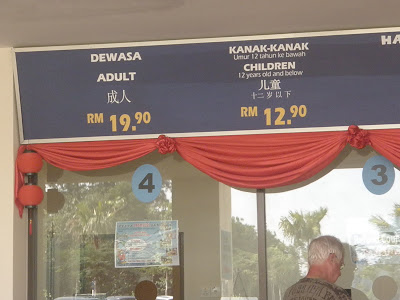 DEWASA
ADULT
成人
RM 19.90
KANAK-KANAK
Umur 12 tahun ke bawah
CHILDREN
12 years old and below
儿童
十二岁以下
RM 12.90
HA
4
3